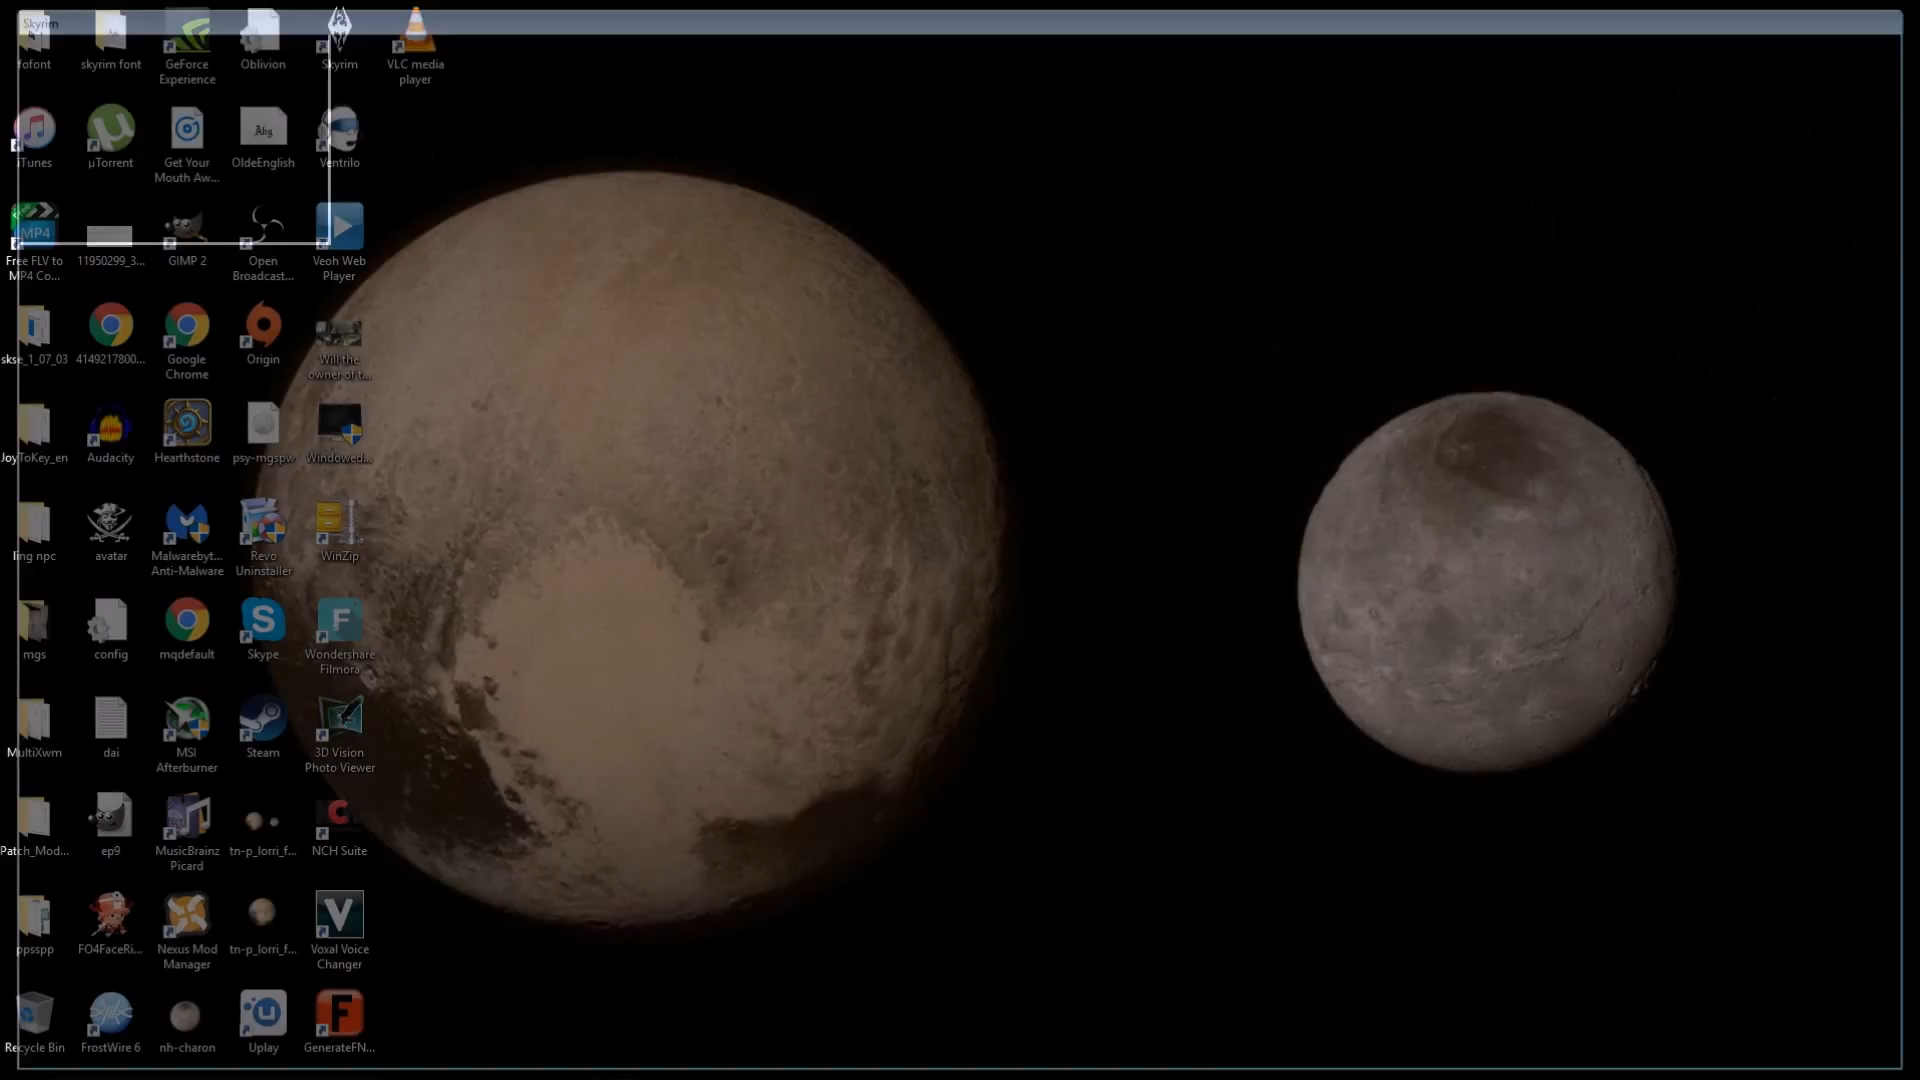 Skyrim
fofont
skyrim font
GeForce
Experience
Oblivion
Skyrim
VLC media
player
iTunes
µTorrent
Get Your
Mouth Aw...
OldeEnglish
Abg
Ventrilo
MP4
Free FLV to
MP4 Co...
11950299_3...
GIMP 2
Open
Broadcast...
Veoh Web
Player
skse_1_07_03
4149217800...
Google
Chrome
Origin
Will the
owner of t...
JoyToKey_en
Audacity
Hearthstone
psy-mgspw
Windowed...
ling npc
avatar
Malwarebyt...
Anti-Malware
Revo
Uninstaller
WinZip
mgs
config
mqdefault
S
Skype
F
Wondershare
Filmora
MultiXwm
dai
MSI
Afterburner
Steam
3D Vision
Photo Viewer
Patch_Mod...
ep9
MusicBrainz
Picard
tn-p_lorri_f...
C
NCH Suite
ppsspp
FO4FaceRi...
Nexus Mod
Manager
tn-p_lorri_f...
V
Voxal Voice
Changer
Recycle Bin
FrostWire 6
nh-charon
Uplay
F
GenerateFN...